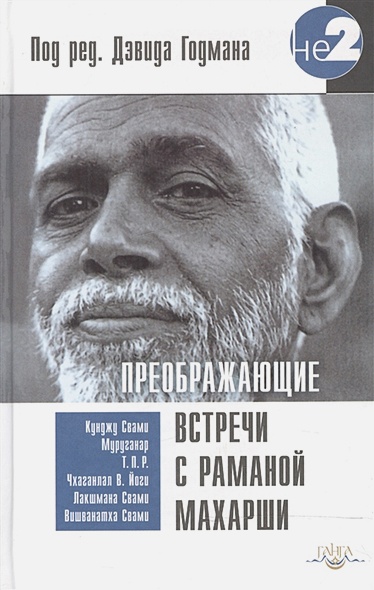 Под ред. Дэвида Годмана
не2
ПРЕОБРАЖАЮЩИЕ
ВСТРЕЧИ
С РАМАНОЙ
МАХАРШИ
Кунджу Свами
Муруганар
Т. П. Р.
Чхаганлал В. Йоги
Лакшмана Свами
Вишванатха Свами
ГАНГА